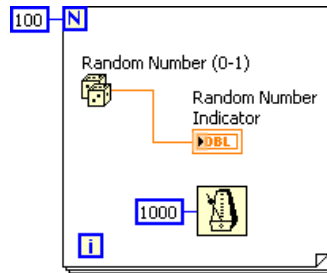 100 N
Random Number (0-1)
Random Number
Indicator
DBL
1000
i